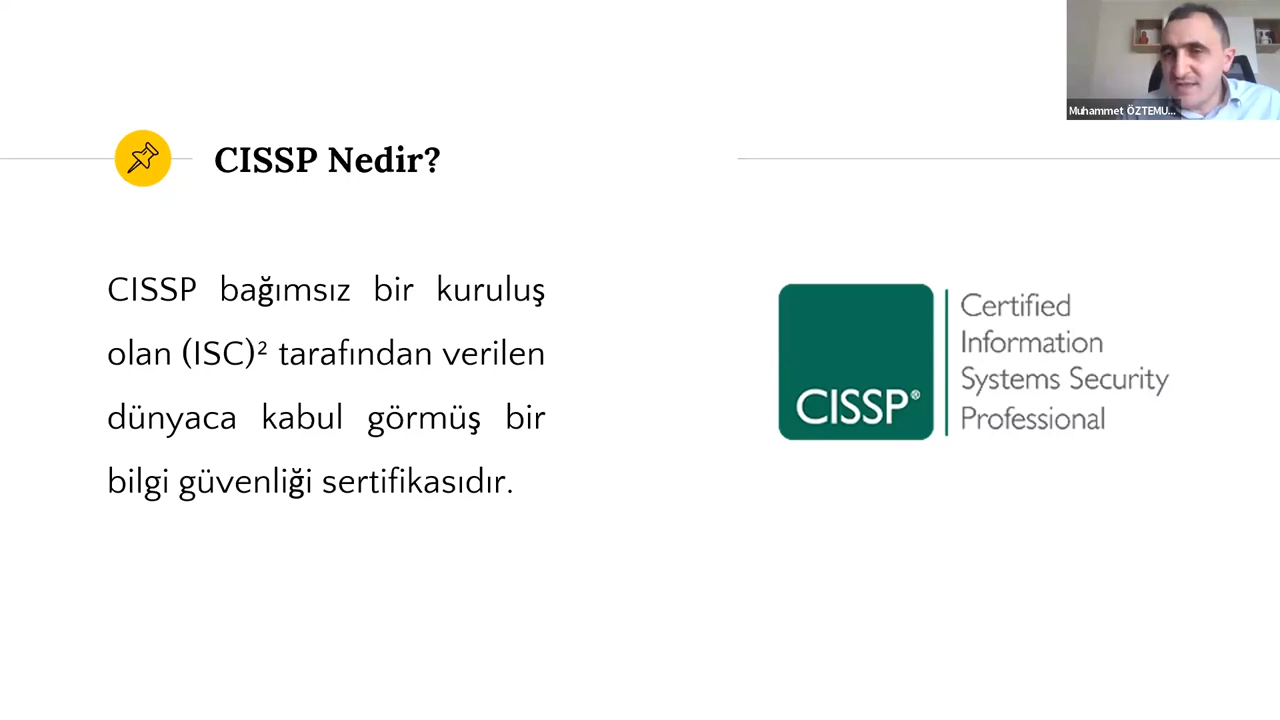 Muhammet ÖZTEMU...
CISSP Nedir?
CISSP bağımsız bir kuruluş
olan (ISC)² tarafından verilen
dünyaca kabul görmüş bir
bilgi güvenliği sertifikasıdır.
CISSP®
Certified
Information
Systems Security
Professional